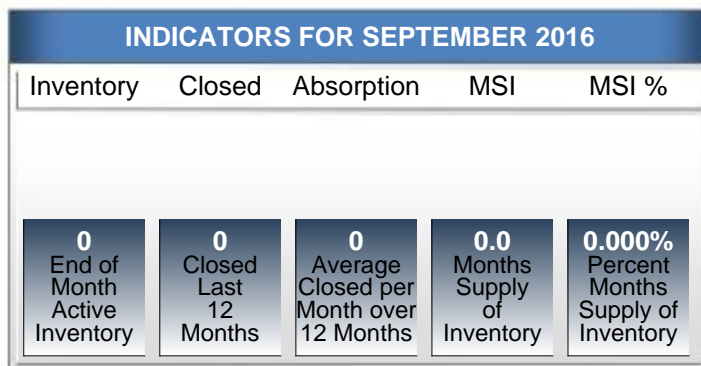 INDICATORS FOR SEPTEMBER 2016
Inventory Closed Absorption MSI MSI %
0
End of
Month
Active
Inventory
0
Closed
Last
12
Months
0
Average
Closed per
Month over
12 Months
0.0
Months
Supply
of
Inventory
0.000%
Percent
Months
Supply of
Inventory